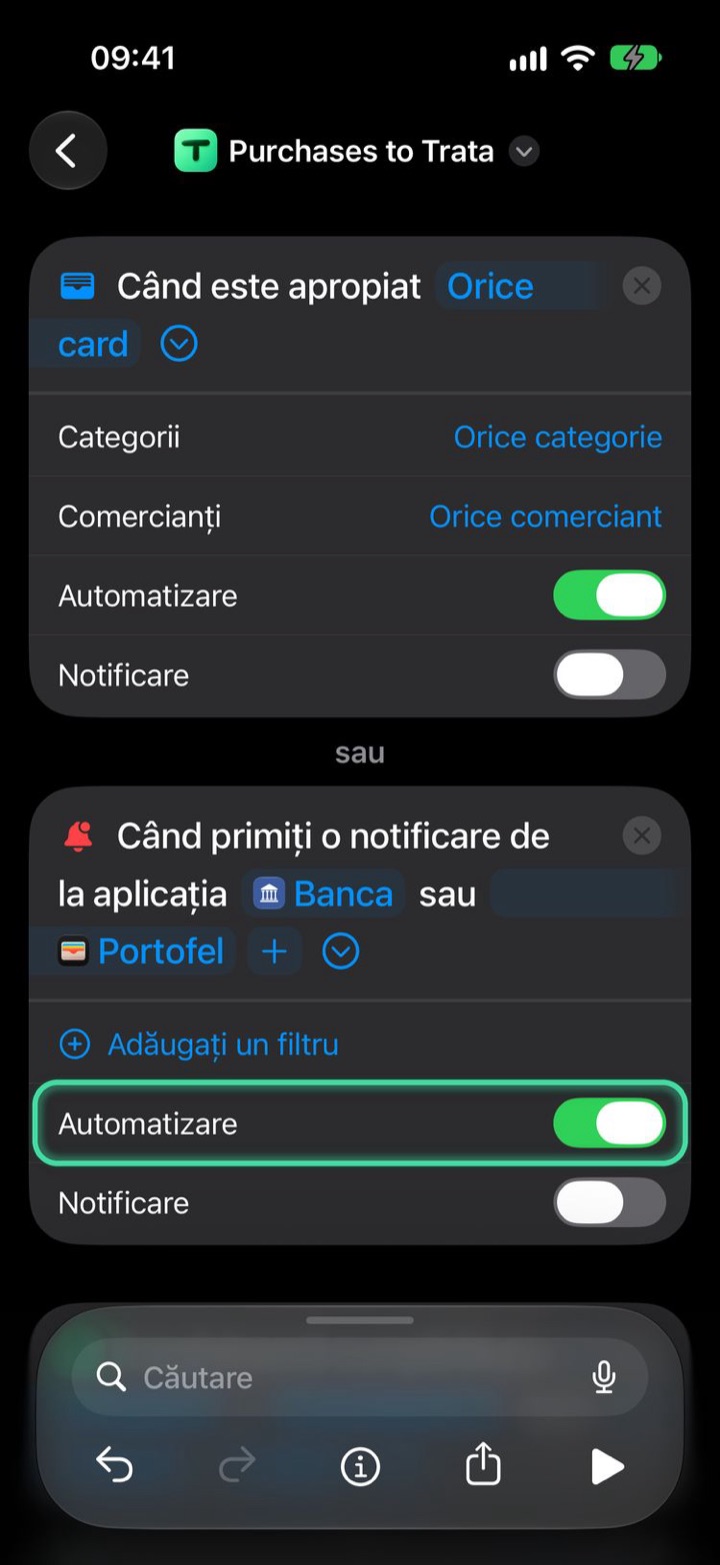 09:41
Purchases to Trata
Când este apropiat Orice
card
Categorii Orice categorie
Comercianți Orice comerciant
Automatizare
Notificare
sau
Când primiți o notificare de
la aplicația Banca sau
Portofel
Adăugați un filtru
Automatizare
Notificare
Căutare